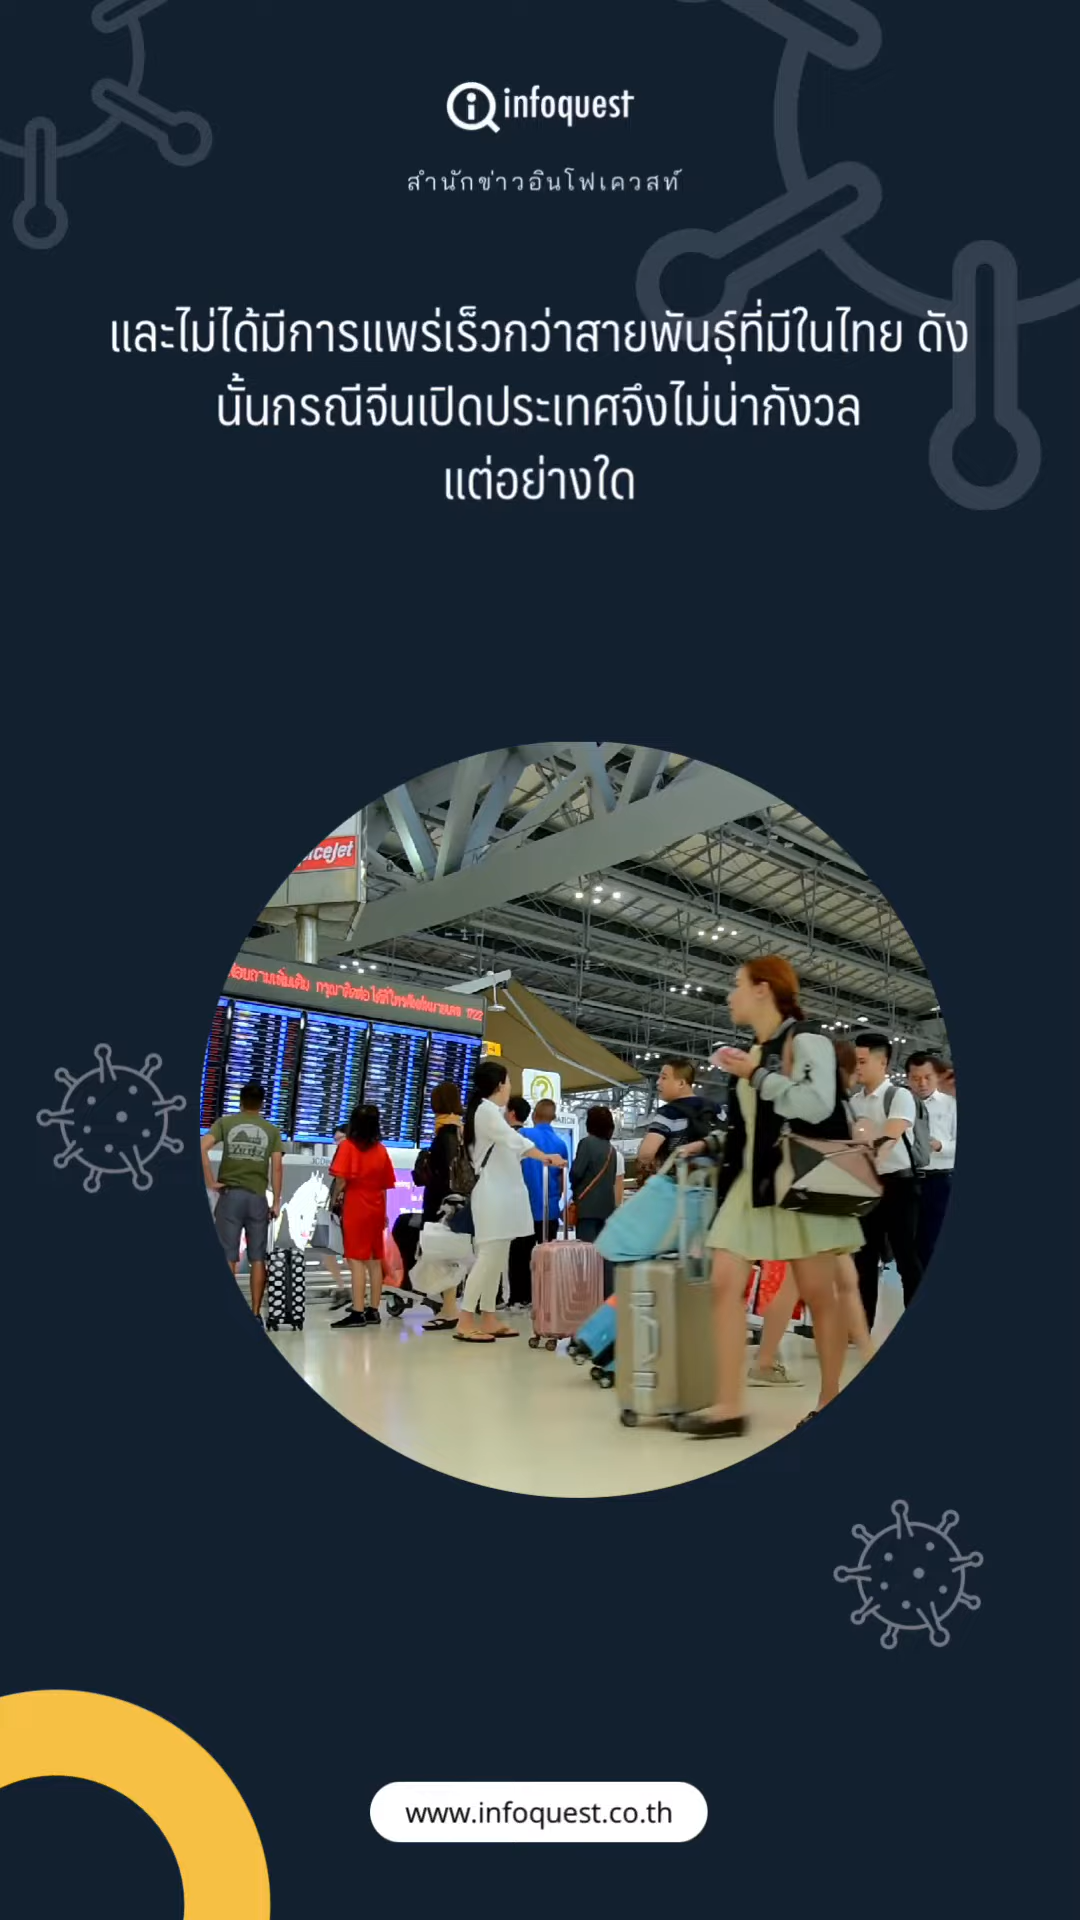 infoquest
สำนักข่าวอินโฟเควสท์
และไม่ได้มีการแพร่เร็วกว่าสายพันธุ์ที่มีในไทย ดัง
นั้นกรณีจีนเปิดประเทศจึงไม่น่ากังวล
แต่อย่างใด
icejet
1722
www.infoquest.co.th